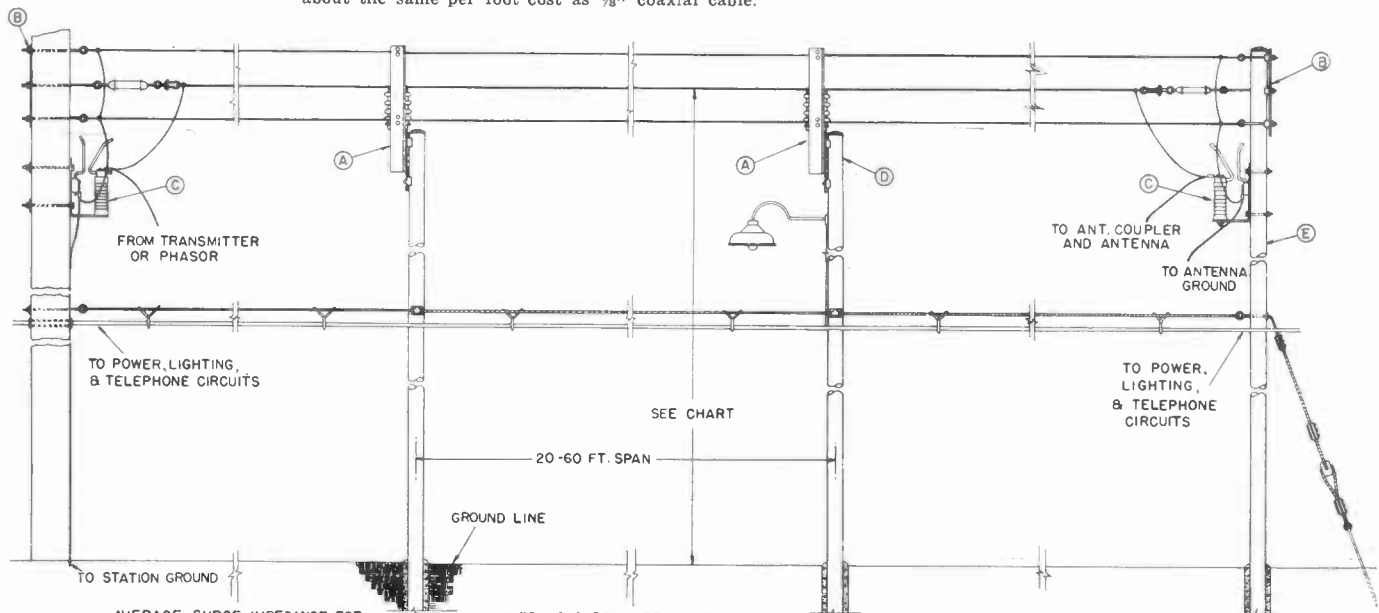 about the same per foot cost as ⅞" coaxial cable.
B
B
A
A
D
C
C
E
FROM TRANSMITTER
OR PHASOR
TO ANT. COUPLER
AND ANTENNA
TO ANTENNA
GROUND
TO POWER, LIGHTING,
& TELEPHONE CIRCUITS
TO POWER,
LIGHTING,
& TELEPHONE
CIRCUITS
SEE CHART
20-60 FT. SPAN
GROUND LINE
TO STATION GROUND
AVERAGE SURGE IMPEDANCE FOR